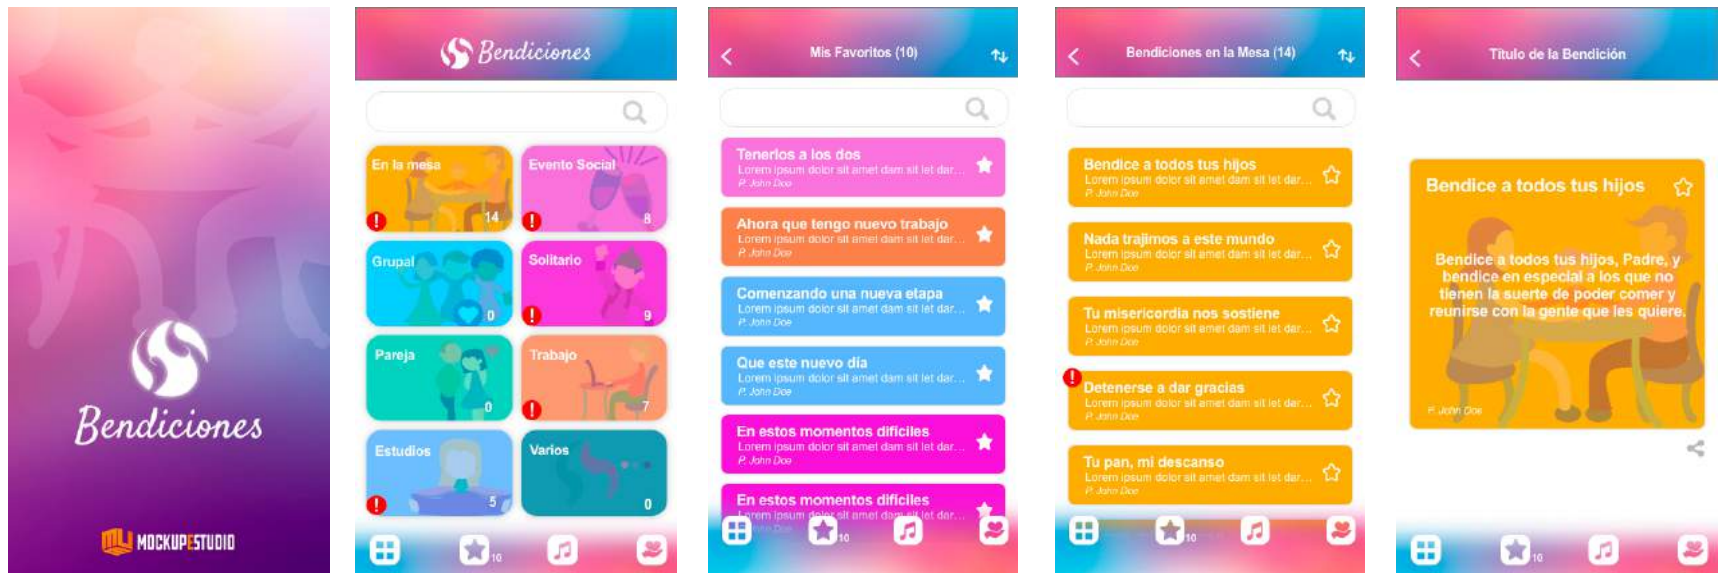 Bendiciones
MOCKUPESTUDIO
Bendiciones
En la mesa
14
Evento Social
8
Grupal
0
Solitario
9
Pareja
0
Trabajo
7
Estudios
5
Varios
0
10
Mis Favoritos (10)
Tenerlos a los dos
Lorem ipsum dolor sit amet dam sit let dar...
P. John Doe
Ahora que tengo nuevo trabajo
Lorem ipsum dolor sit amet dam sit let dar...
P. John Doe
Comenzando una nueva etapa
Lorem ipsum dolor sit amet dam sit let dar...
P. John Doe
Que este nuevo día
Lorem ipsum dolor sit amet dam sit let dar...
P. John Doe
En estos momentos difíciles
Lorem ipsum dolor sit amet dam sit let dar...
P. John Doe
En estos momentos difíciles
Lorem ipsum dolor sit amet dam sit let dar...
10
Bendiciones en la Mesa (14)
Bendice a todos tus hijos
Lorem ipsum dolor sit amet dam sit let dar...
P. John Doe
Nada trajimos a este mundo
Lorem ipsum dolor sit amet dam sit let dar...
P. John Doe
Tu misericordia nos sostiene
Lorem ipsum dolor sit amet dam sit let dar...
P. John Doe
Detenerse a dar gracias
Lorem ipsum dolor sit amet dam sit let dar...
P. John Doe
Tu pan, mi descanso
Lorem ipsum dolor sit amet dam sit let dar...
P. John Doe
10
Título de la Bendición
Bendice a todos tus hijos
Bendice a todos tus hijos, Padre, y
bendice en especial a los que no
tienen la suerte de poder comer y
reunirse con la gente que les quiere.
P. John Doe
10